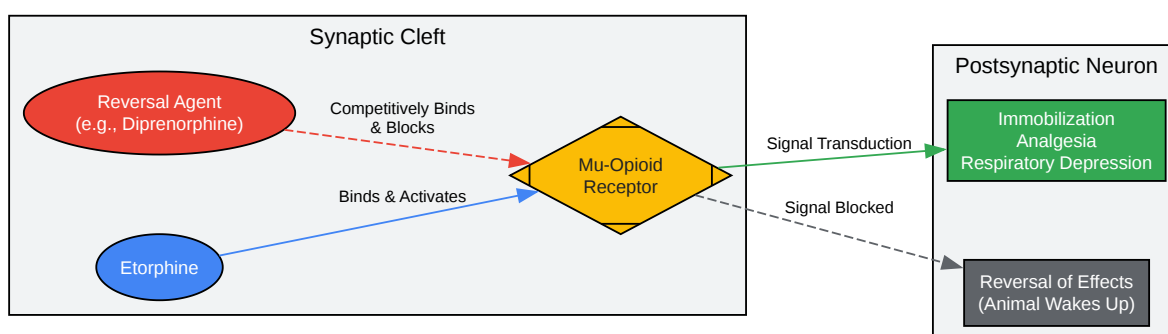 Synaptic Cleft
Reversal Agent
(e.g., Diprenorphine)
Competitively Binds
& Blocks
Mu-Opioid
Receptor
Binds & Activates
Etorphine
Signal Transduction
Signal Blocked
Postsynaptic Neuron
Immobilization
Analgesia
Respiratory Depression
Reversal of Effects
(Animal Wakes Up)